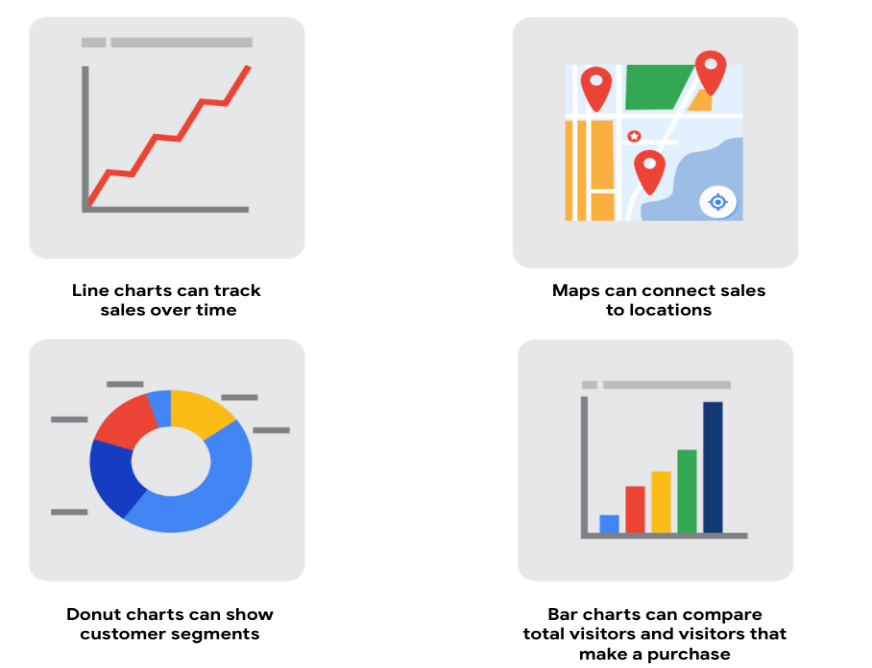 Line charts can track
sales over time
Maps can connect sales
to locations
Donut charts can show
customer segments
Bar charts can compare
total visitors and visitors that
make a purchase